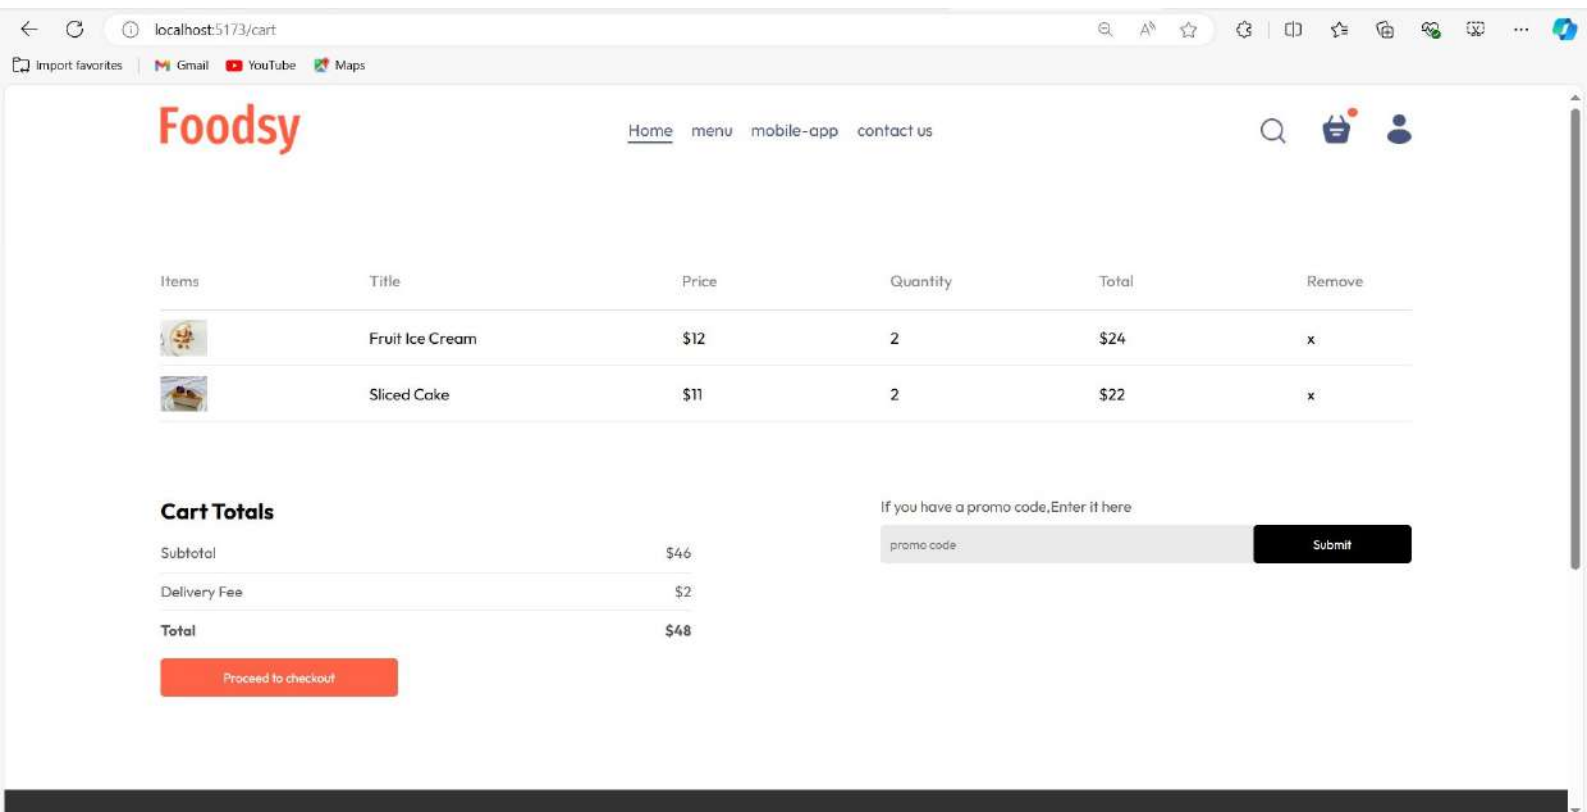 localhost:5173/cart
Import favorites Gmail YouTube Maps
Foodsy
Home menu mobile-app contact us
Items Title Price Quantity Total Remove
Fruit Ice Cream $12 2 $24 x
Sliced Cake $11 2 $22 x
Cart Totals
Subtotal $46
Delivery Fee $2
Total $48
Proceed to checkout
If you have a promo code,Enter it here
promo code Submit